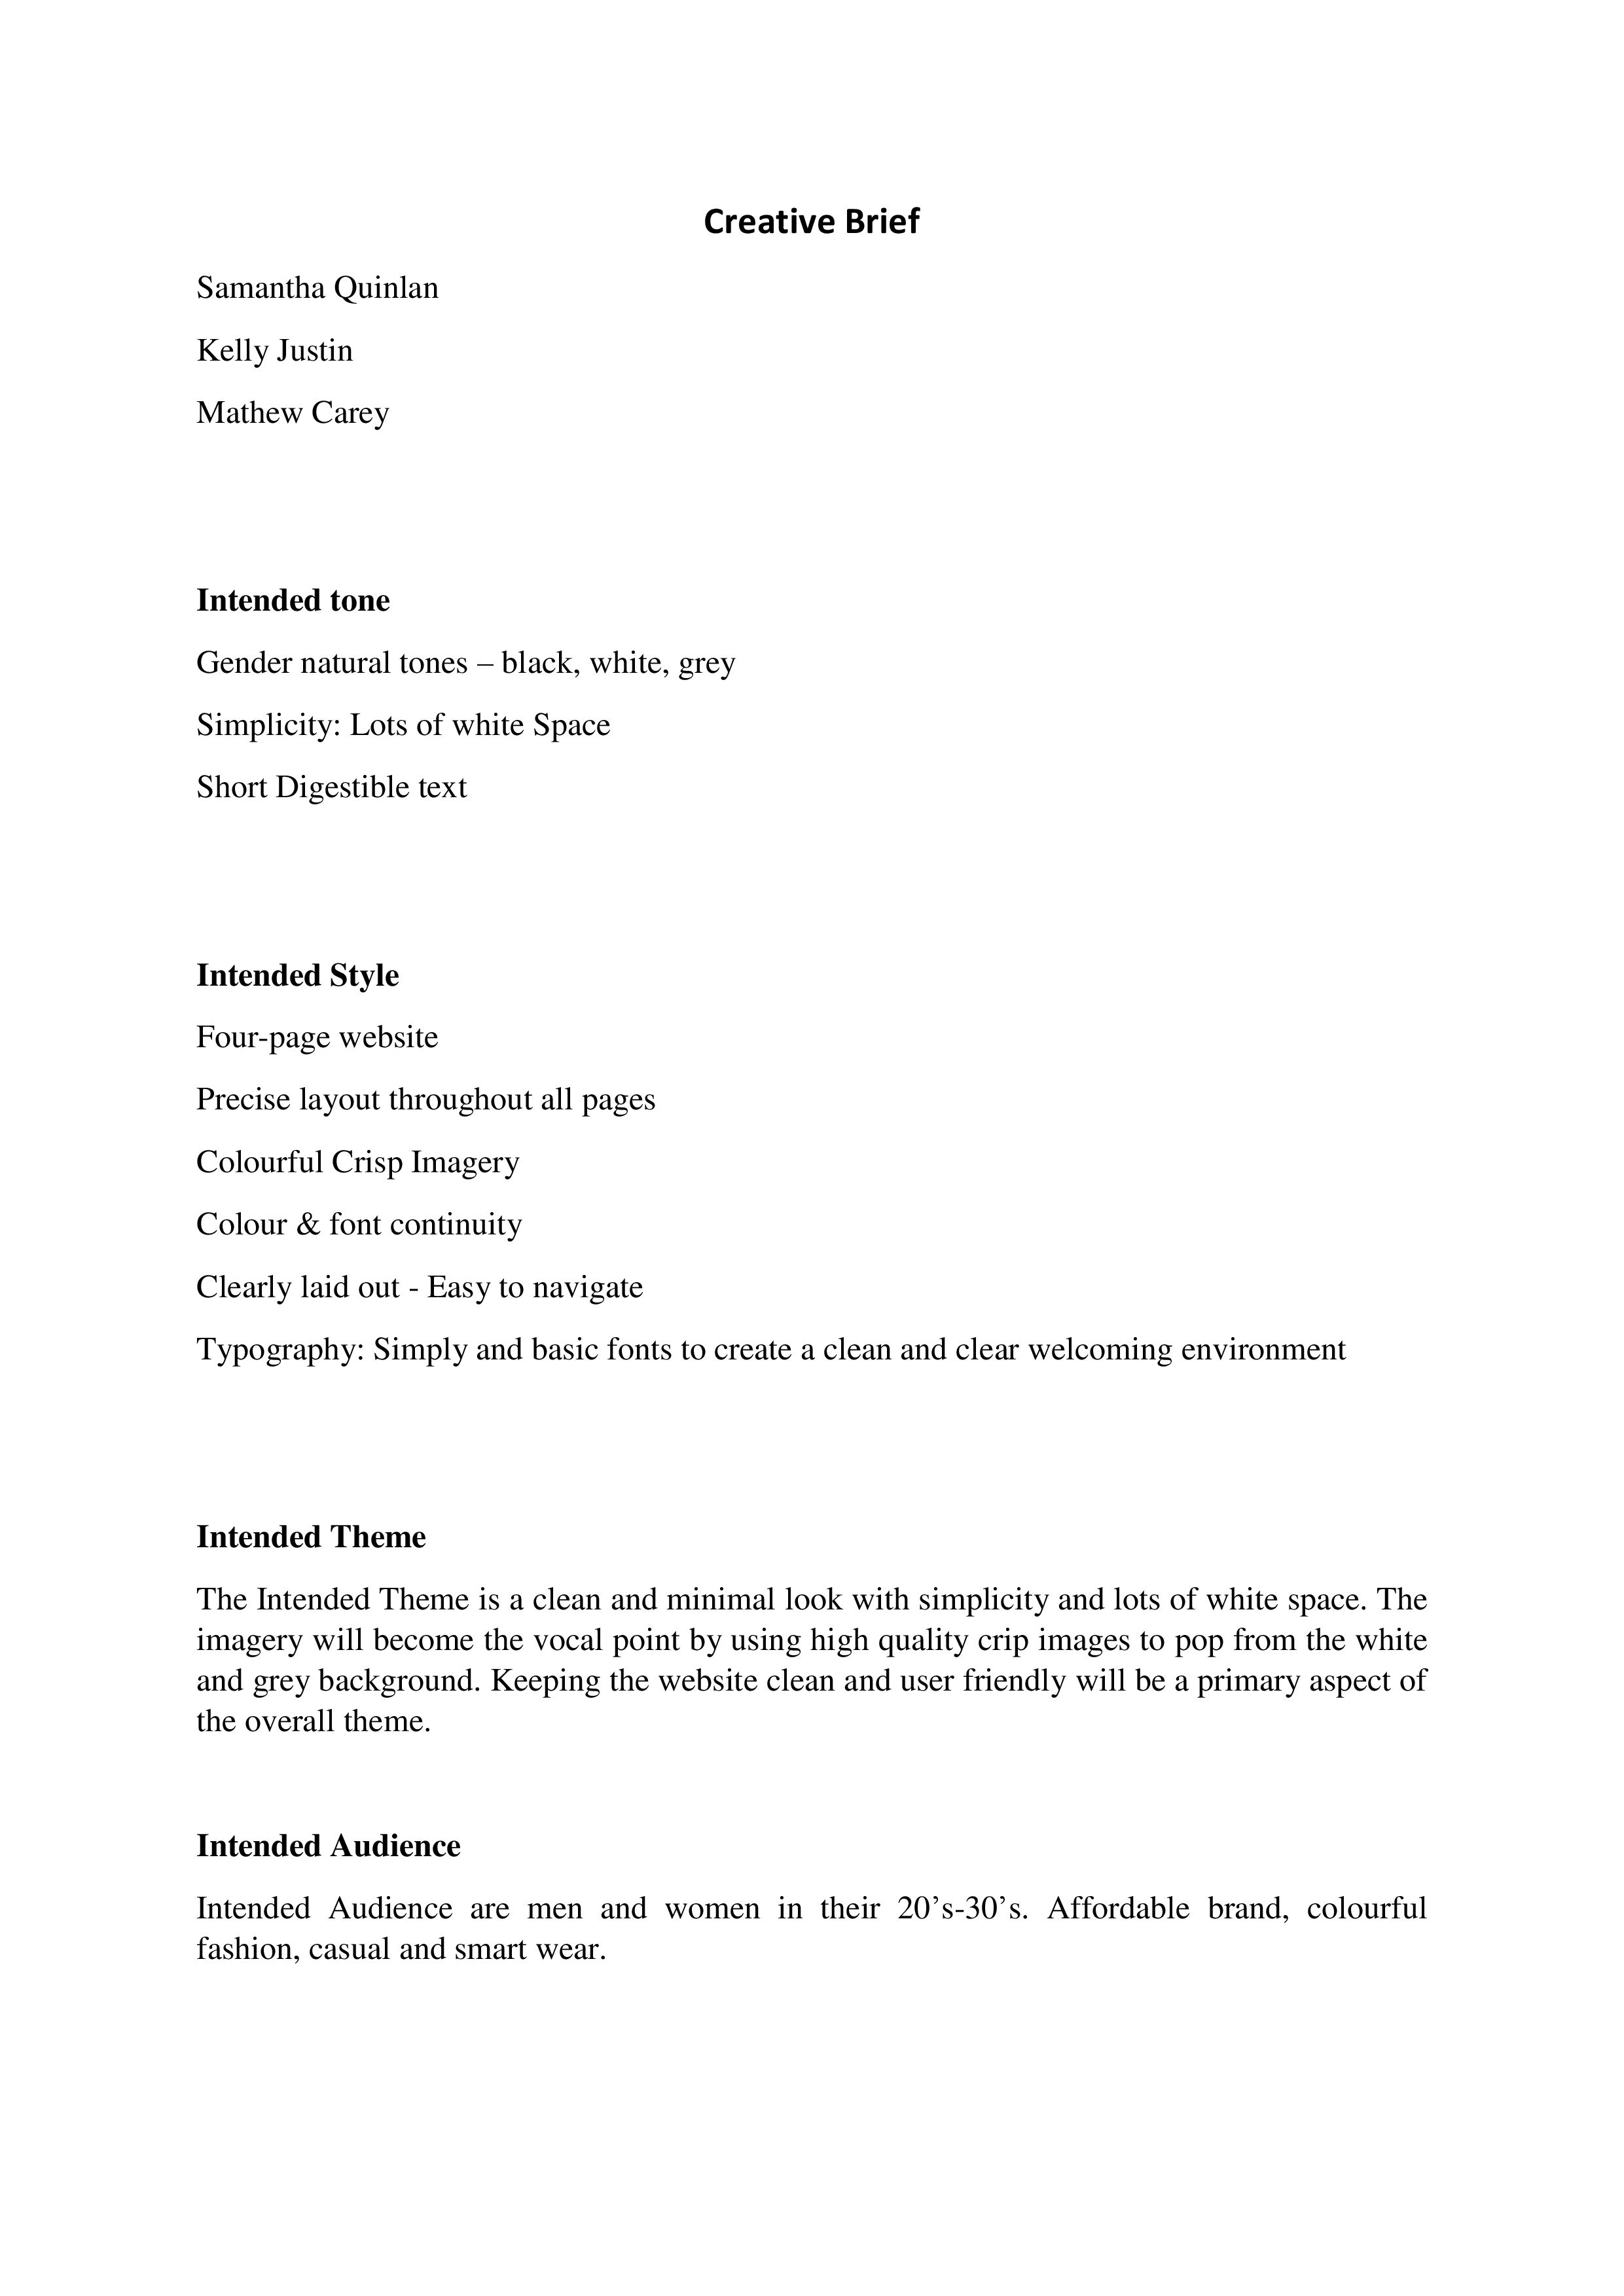 Creative Brief
Samantha Quinlan
Kelly Justin
Mathew Carey
Intended tone
Gender natural tones – black, white, grey
Simplicity: Lots of white Space
Short Digestible text
Intended Style
Four-page website
Precise layout throughout all pages
Colourful Crisp Imagery
Colour & font continuity
Clearly laid out - Easy to navigate
Typography: Simply and basic fonts to create a clean and clear welcoming environment
Intended Theme
The Intended Theme is a clean and minimal look with simplicity and lots of white space. The
imagery will become the vocal point by using high quality crip images to pop from the white
and grey background. Keeping the website clean and user friendly will be a primary aspect of
the overall theme.
Intended Audience
Intended Audience are men and women in their 20’s-30’s. Affordable brand, colourful
fashion, casual and smart wear.